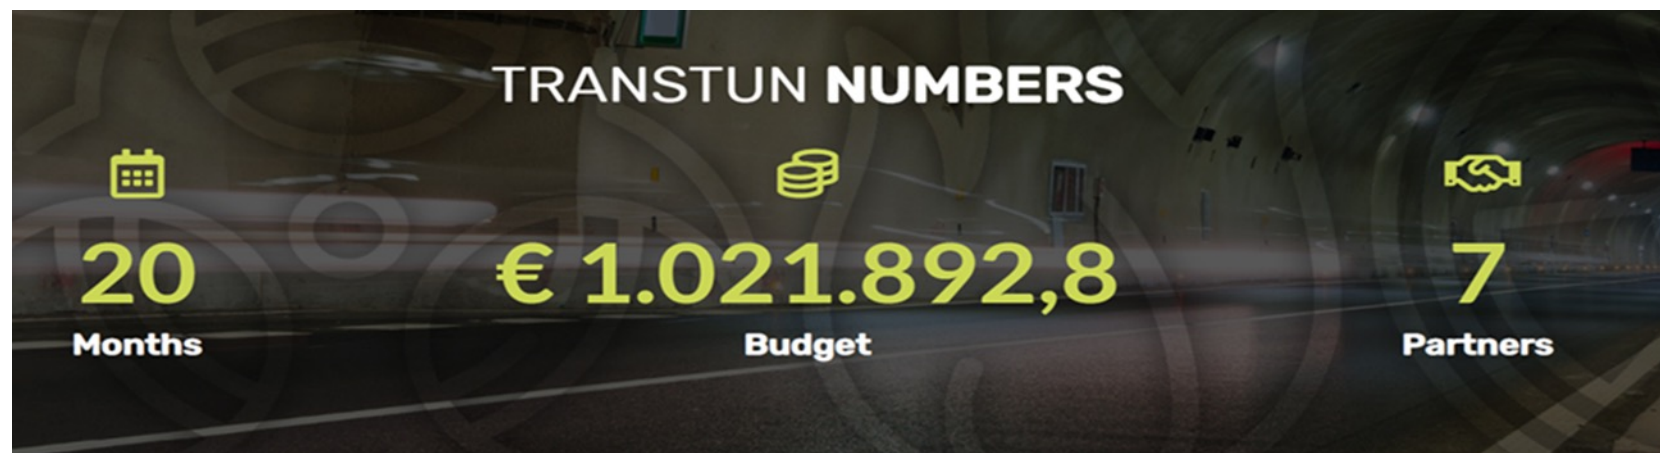 TRANSTUN NUMBERS
20
Months
€ 1.021.892,8
Budget
7
Partners